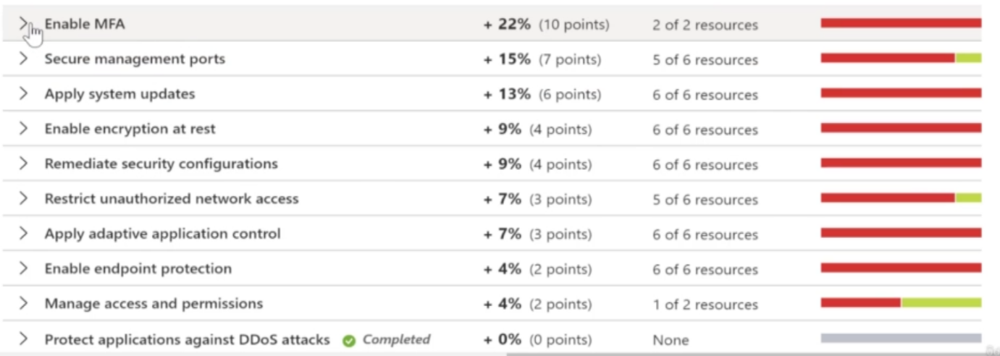 Enable MFA + 22% (10 points) 2 of 2 resources
Secure management ports + 15% (7 points) 5 of 6 resources
Apply system updates + 13% (6 points) 6 of 6 resources
Enable encryption at rest + 9% (4 points) 6 of 6 resources
Remediate security configurations + 9% (4 points) 6 of 6 resources
Restrict unauthorized network access + 7% (3 points) 5 of 6 resources
Apply adaptive application control + 7% (3 points) 6 of 6 resources
Enable endpoint protection + 4% (2 points) 6 of 6 resources
Manage access and permissions + 4% (2 points) 1 of 2 resources
Protect applications against DDoS attacks Completed + 0% (0 points) None